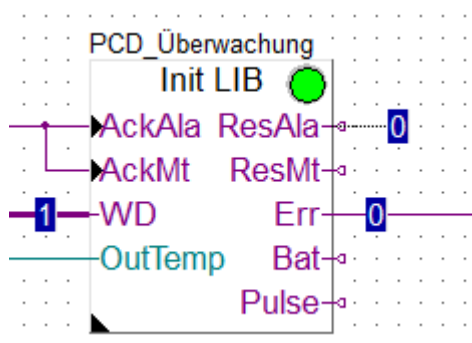 PCD_Überwachung
Init LIB
AckAla ResAla 0
AckMt ResMt
1 WD Err 0
OutTemp Bat
Pulse